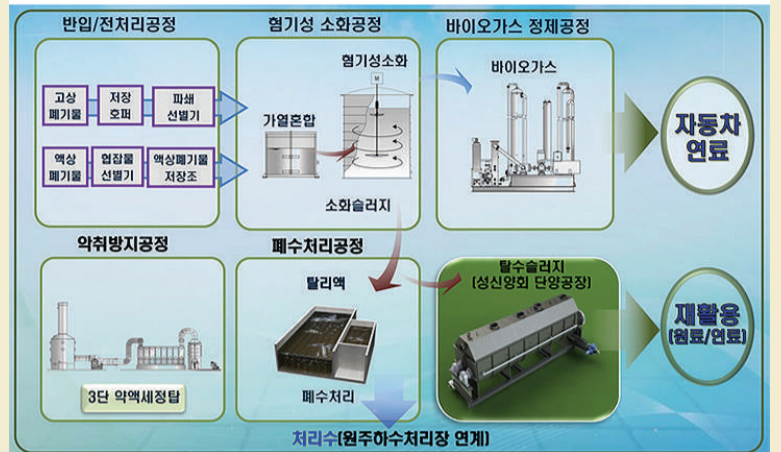 반입/전처리공정
혐기성 소화공정
바이오가스 정제공정
고상
폐기물
저장
호퍼
파쇄
선별기
액상
폐기물
협잡물
선별기
액상폐기물
저장조
혐기성소화
M
가열혼합
소화슬러지
바이오가스
자동차
연료
악취방지공정
3단 약액세정탑
폐수처리공정
탈리액
폐수처리
탈수슬러지
(성신양회 단양공장)
재활용
(원료/연료)
처리수(원주하수처리장 연계)